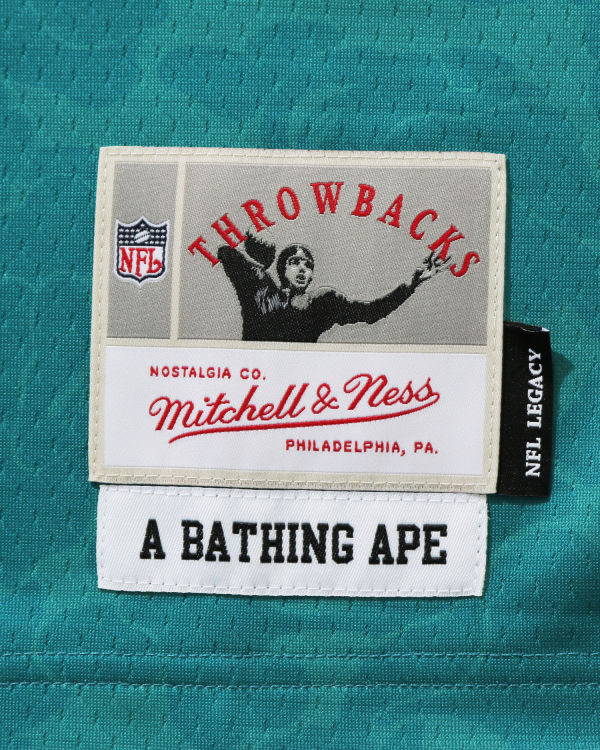 THROWBACKS
NFL
NOSTALGIA CO.
Mitchell & Ness
PHILADELPHIA, PA.
NFL LEGACY
A BATHING APE